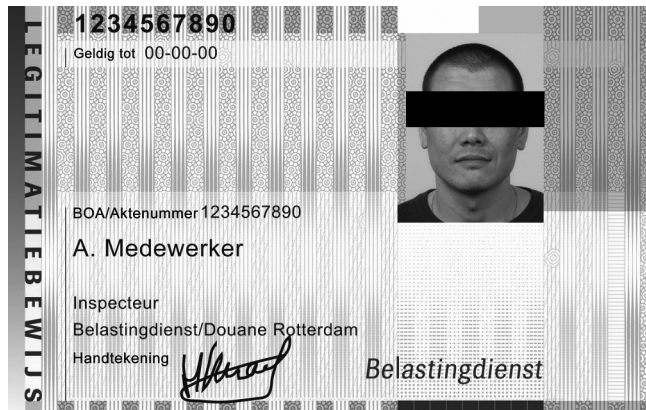 LEGITIMATIEBEWIJS
1234567890
Geldig tot 00-00-00
BOA/Aktenummer 1234567890
A. Medewerker
Inspecteur
Belastingdienst/Douane Rotterdam
Handtekening
Belastingdienst